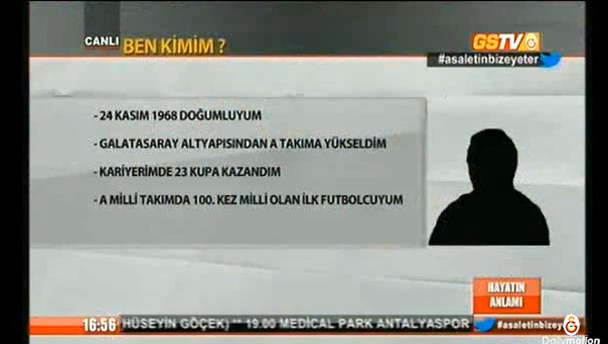 CANLI BEN KİMİM ?
GSTV
#asaletinbizeyeter
- 24 KASIM 1968 DOĞUMLUYUM
- GALATASARAY ALTYAPISINDAN A TAKIMA YÜKSELDİM
- KARİYERİMDE 23 KUPA KAZANDIM
- A MİLLİ TAKIMDA 100. KEZ MİLLİ OLAN İLK FUTBOLCUYUM
HAYATIN
ANLAMI
16:56 HÜSEYİN GÖÇEK) ** 19.00 MEDICAL PARK ANTALYASPOR #asaletinbizey
Dailymotion